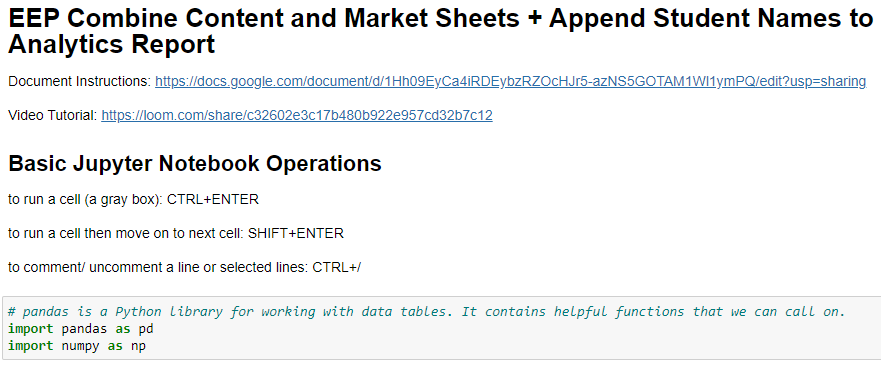 EEP Combine Content and Market Sheets + Append Student Names to
Analytics Report
Document Instructions: https://docs.google.com/document/d/1Hh09EyCa4iRDEybzRZOcHJr5-azNS5GOTAM1Wl1ymPQ/edit?usp=sharing
Video Tutorial: https://loom.com/share/c32602e3c17b480b922e957cd32b7c12
Basic Jupyter Notebook Operations
to run a cell (a gray box): CTRL+ENTER
to run a cell then move on to next cell: SHIFT+ENTER
to comment/ uncomment a line or selected lines: CTRL+/
# pandas is a Python library for working with data tables. It contains helpful functions that we can call on.
import pandas as pd
import numpy as np